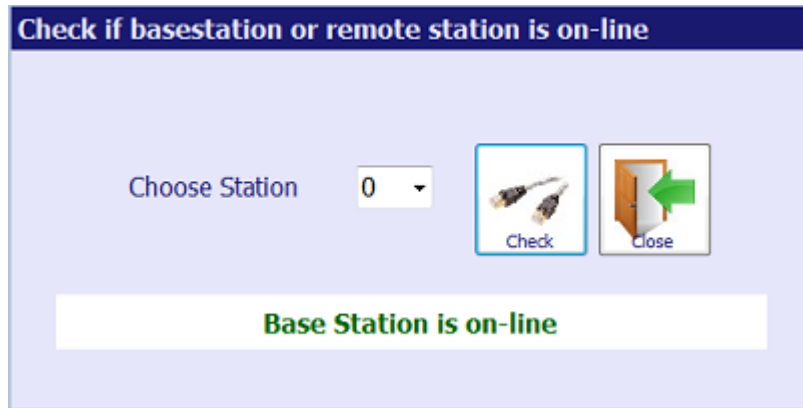 Check if basestation or remote station is on-line
Choose Station 0
Check
Close
Base Station is on-line